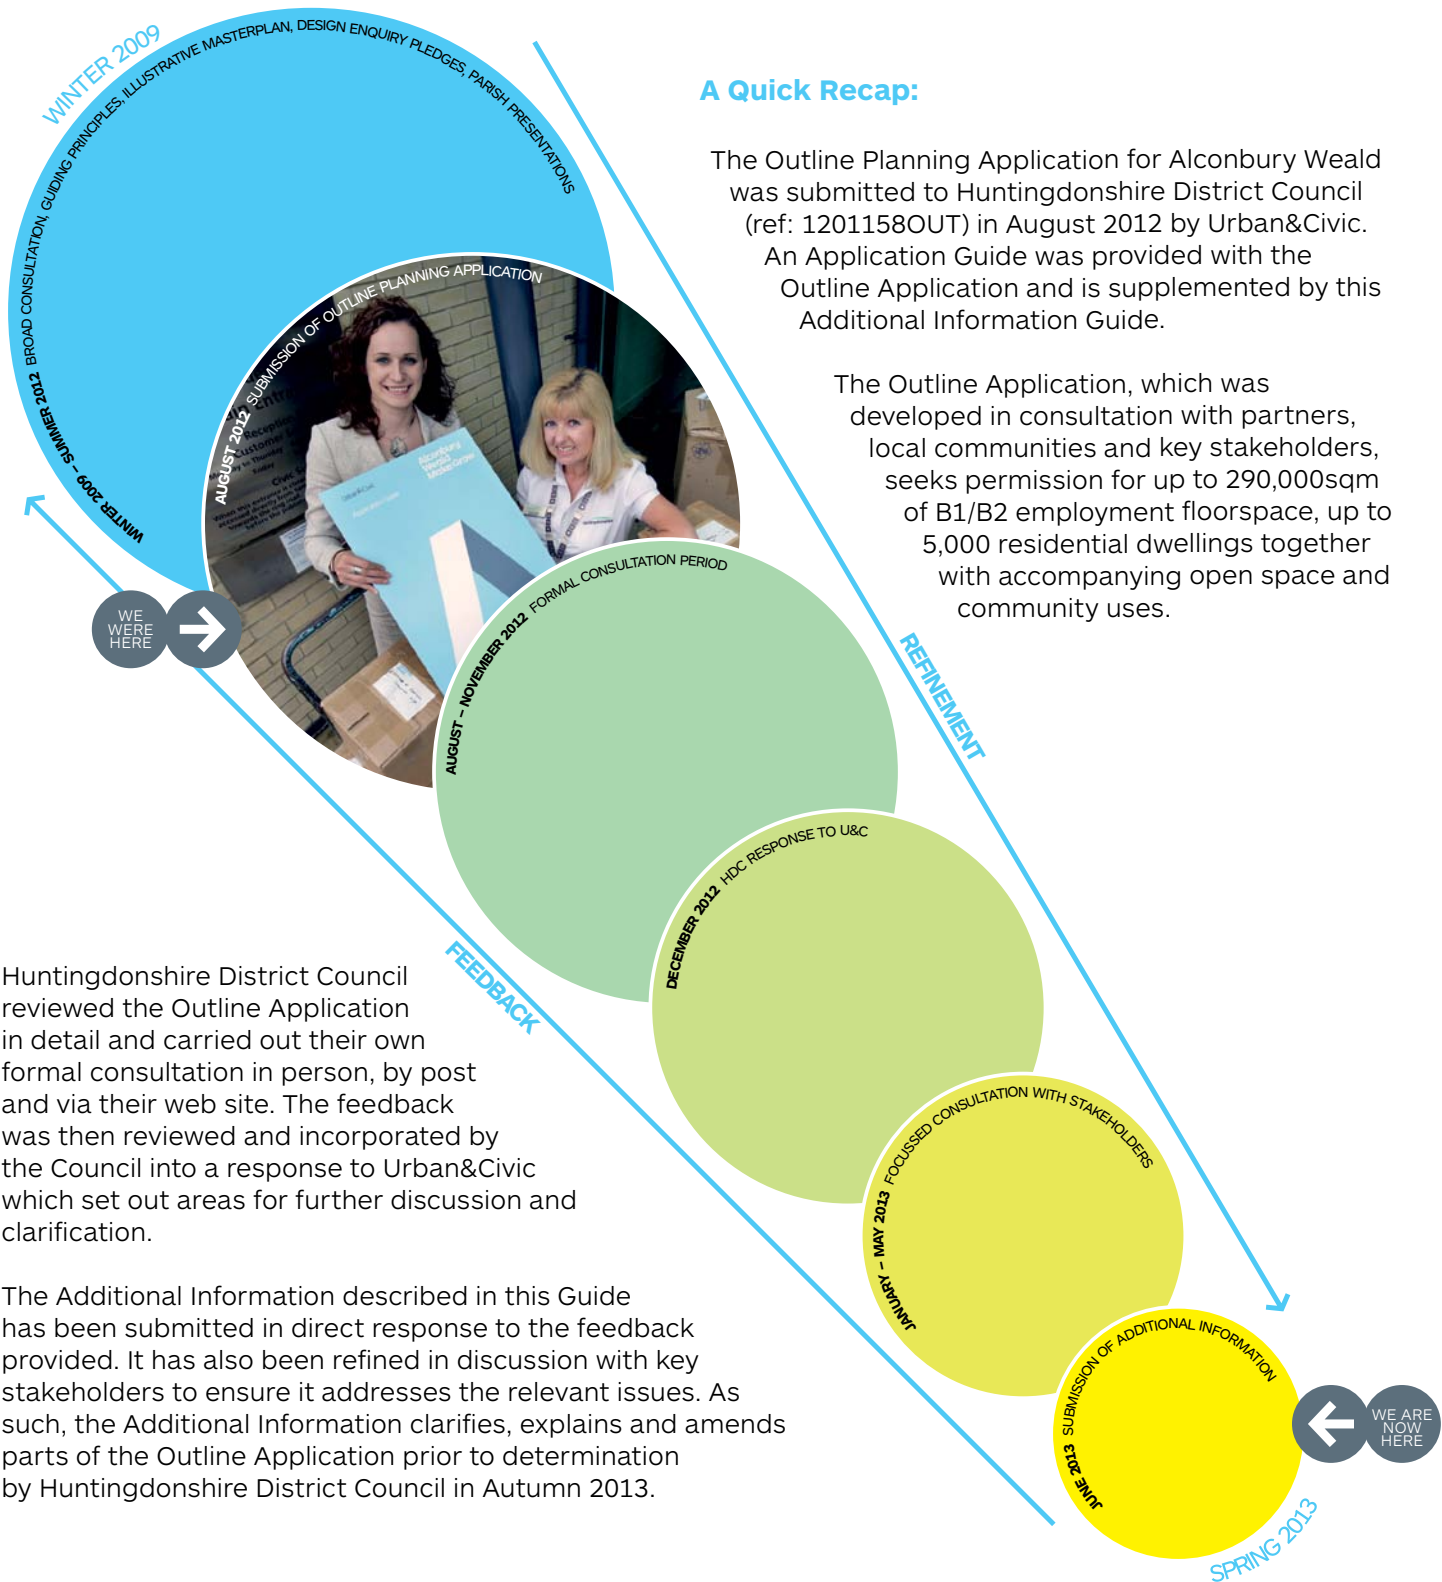 WINTER 2009
WINTER 2009 – SUMMER 2012 BROAD CONSULTATION, GUIDING PRINCIPLES, ILLUSTRATIVE MASTERPLAN, DESIGN ENQUIRY PLEDGES, PARISH PRESENTATIONS
A Quick Recap:
The Outline Planning Application for Alconbury Weald
was submitted to Huntingdonshire District Council
(ref: 1201158OUT) in August 2012 by Urban&Civic.
An Application Guide was provided with the
Outline Application and is supplemented by this
Additional Information Guide.
The Outline Application, which was
developed in consultation with partners,
local communities and key stakeholders,
seeks permission for up to 290,000sqm
of B1/B2 employment floorspace, up to
5,000 residential dwellings together
with accompanying open space and
community uses.
AUGUST 2012 SUBMISSION OF OUTLINE PLANNING APPLICATION
Reception
Customer
Alconbury
Weald
WE
WERE
HERE
AUGUST – NOVEMBER 2012 FORMAL CONSULTATION PERIOD
REFINEMENT
DECEMBER 2012 HDC RESPONSE TO U&C
FEEDBACK
Huntingdonshire District Council
reviewed the Outline Application
in detail and carried out their own
formal consultation in person, by post
and via their web site. The feedback
was then reviewed and incorporated by
the Council into a response to Urban&Civic
which set out areas for further discussion and
clarification.
The Additional Information described in this Guide
has been submitted in direct response to the feedback
provided. It has also been refined in discussion with key
stakeholders to ensure it addresses the relevant issues. As
such, the Additional Information clarifies, explains and amends
parts of the Outline Application prior to determination
by Huntingdonshire District Council in Autumn 2013.
JANUARY – MAY 2013 FOCUSSED CONSULTATION WITH STAKEHOLDERS
JUNE 2013 SUBMISSION OF ADDITIONAL INFORMATION
WE ARE
NOW
HERE
SPRING 2013